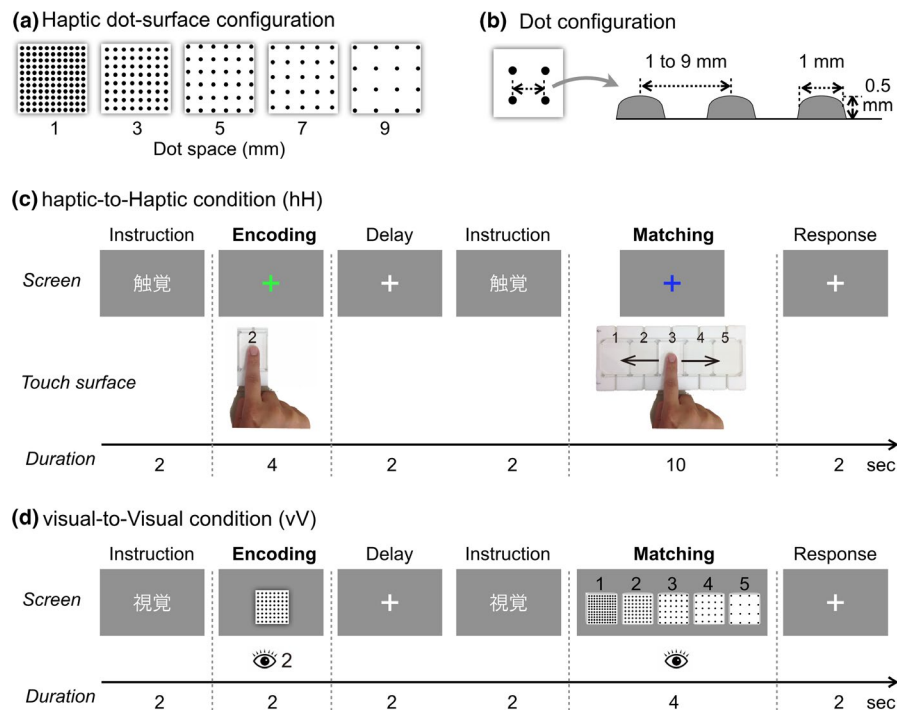 (a) Haptic dot-surface configuration
1 3 5 7 9
Dot space (mm)
(b) Dot configuration
1 to 9 mm
1 mm
0.5
mm
(c) haptic-to-Haptic condition (hH)
Instruction Encoding Delay Instruction Matching Response
Screen 触覚 触覚
2
1 2 3 4 5
Touch surface
Duration 2 4 2 2 10 2 sec
(d) visual-to-Visual condition (vV)
Instruction Encoding Delay Instruction Matching Response
1 2 3 4 5
Screen 視覚 視覚
2
Duration 2 2 2 2 4 2 sec